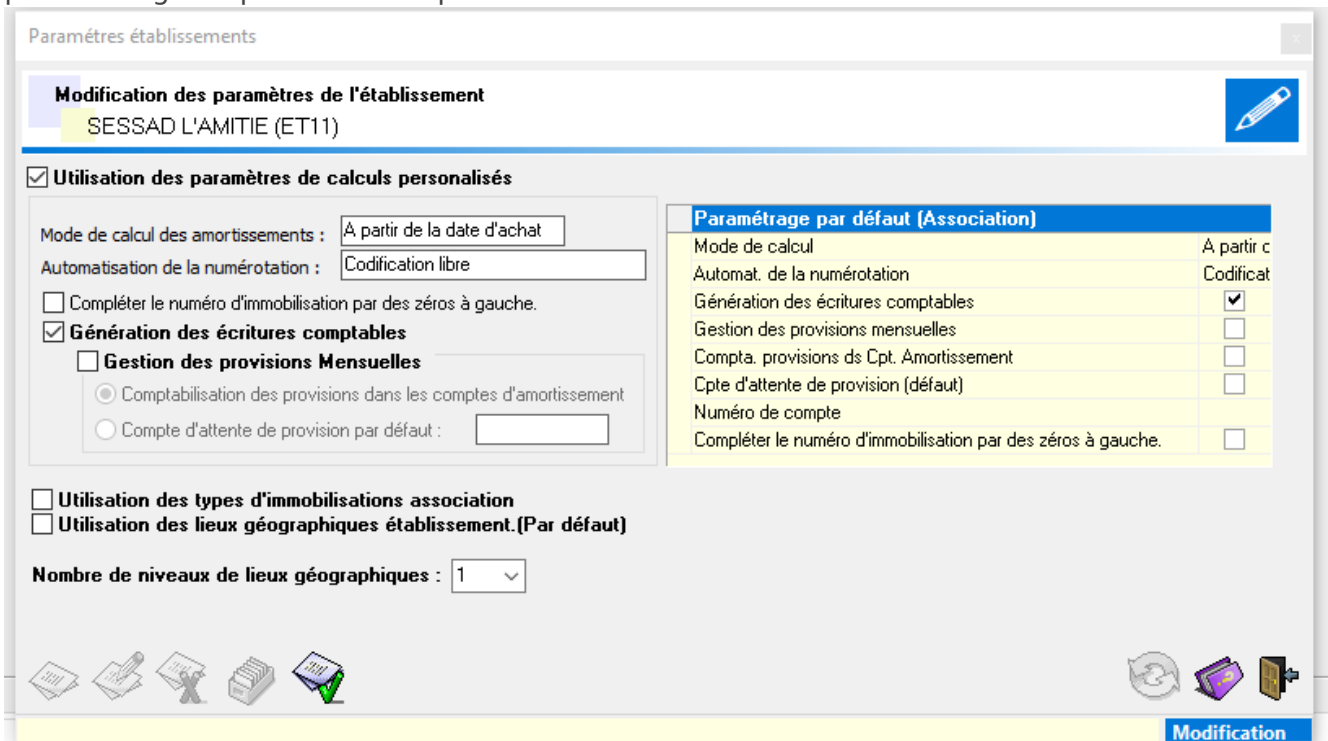 Paramétres établissements
Modification des paramètres de l'établissement
SESSAD L'AMITIE (ET11)
Utilisation des paramètres de calculs personalisés
Mode de calcul des amortissements : A partir de la date d'achat
Automatisation de la numérotation : Codification libre
Compléter le numéro d'immobilisation par des zéros à gauche.
Génération des écritures comptables
Gestion des provisions Mensuelles
Comptabilisation des provisions dans les comptes d'amortissement
Compte d'attente de provision par défaut :
Paramétrage par défaut (Association)
Mode de calcul A partir c
Automat. de la numérotation Codificat
Génération des écritures comptables
Gestion des provisions mensuelles
Compta. provisions ds Cpt. Amortissement
Cpte d'attente de provision (défaut)
Numéro de compte
Compléter le numéro d'immobilisation par des zéros à gauche.
Utilisation des types d'immobilisations association
Utilisation des lieux géographiques établissement.(Par défaut)
Nombre de niveaux de lieux géographiques : 1
Modification